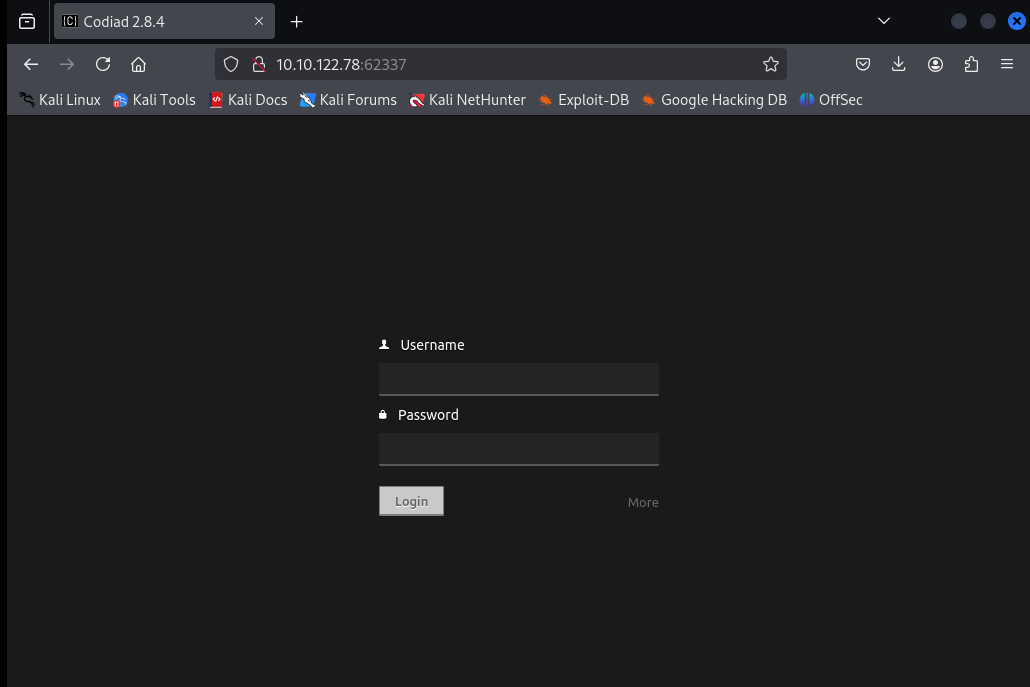 [C] Codiad 2.8.4
10.10.122.78:62337
Kali Linux Kali Tools Kali Docs Kali Forums Kali NetHunter Exploit-DB Google Hacking DB OffSec
Username
Password
Login More